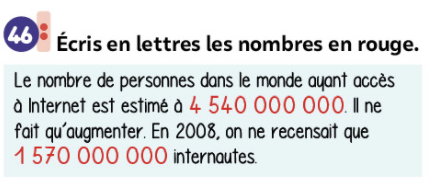 46 Écris en lettres les nombres en rouge.
Le nombre de personnes dans le monde ayant accès
à Internet est estimé à 4 540 000 000. Il ne
fait qu'augmenter. En 2008, on ne recensait que
1 570 000 000 internautes.